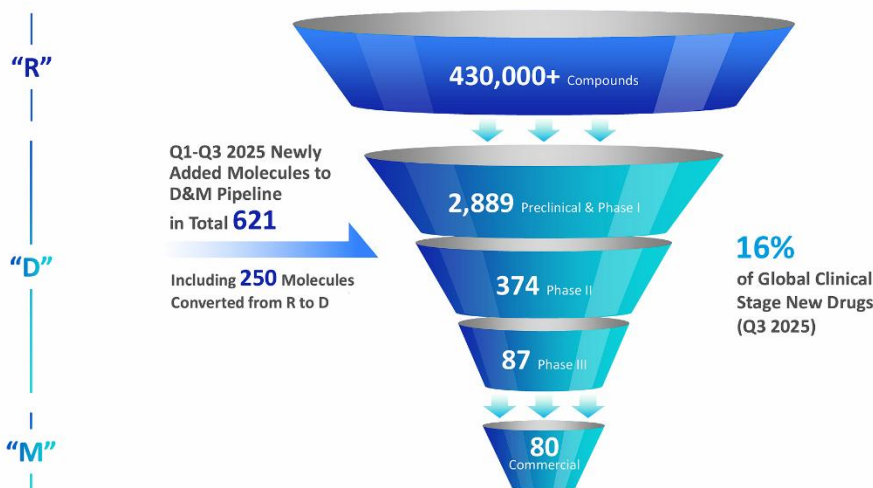 “R”
430,000+ Compounds
Q1-Q3 2025 Newly
Added Molecules to
D&M Pipeline
in Total 621
Including 250 Molecules
Converted from R to D
“D”
2,889 Preclinical & Phase I
374 Phase II
87 Phase III
16%
of Global Clinical
Stage New Drugs
(Q3 2025)
“M”
80
Commercial